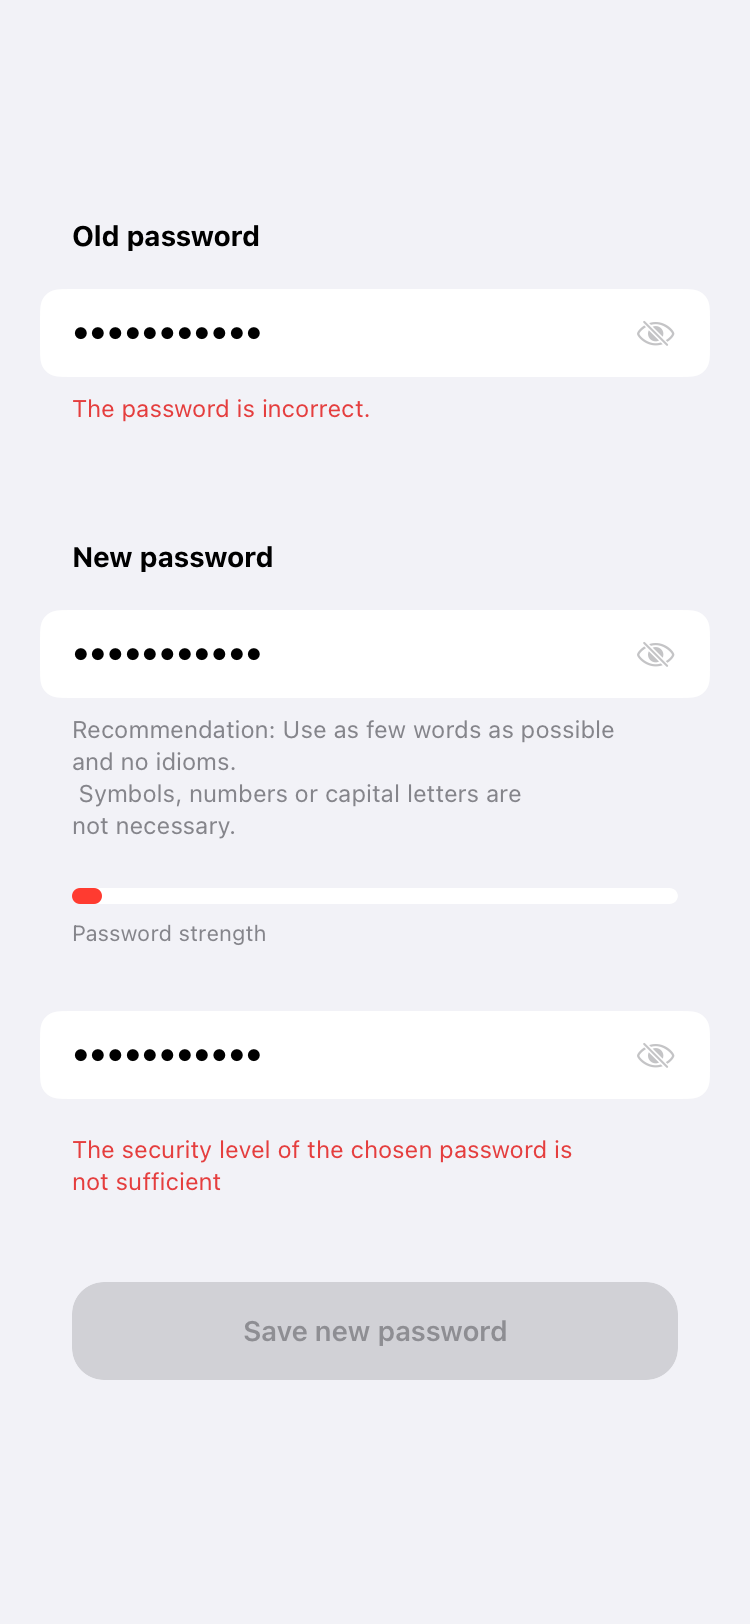 Old password
•••••••••••
The password is incorrect.
New password
•••••••••••
Recommendation: Use as few words as possible
and no idioms.
Symbols, numbers or capital letters are
not necessary.
Password strength
•••••••••••
The security level of the chosen password is
not sufficient
Save new password